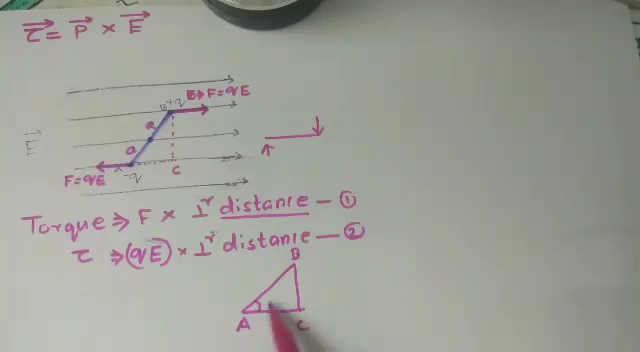 τ⃗ = P⃗ × E⃗
B +q
E→ F=qE
a
E⃗
a
A -q
C
F=qE
A
Torque ⇒ F × ⊥r distance — ①
τ ⇒ (qE) × ⊥r distance — ②
B
A
C